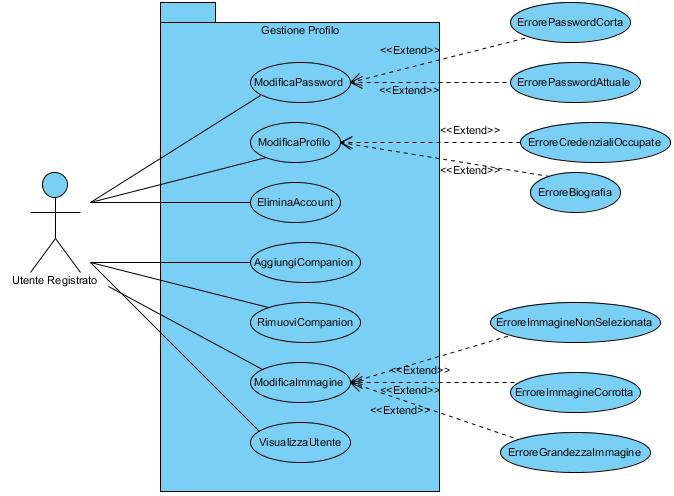 Gestione Profilo
ErrorePasswordCorta
<<Extend>>
ModificaPassword
ErrorePasswordAttuale
<<Extend>>
<<Extend>>
ModificaProfilo
ErroreCredenzialiOccupate
<<Extend>>
ErroreBiografia
EliminaAccount
AggiungiCompanion
Utente Registrato
RimuoviCompanion
ErroreImmagineNonSelezionata
<<Extend>>
ModificaImmagine
<<Extend>>
ErroreImmagineCorrotta
<<Extend>>
VisualizzaUtente
ErroreGrandezzaImmagine